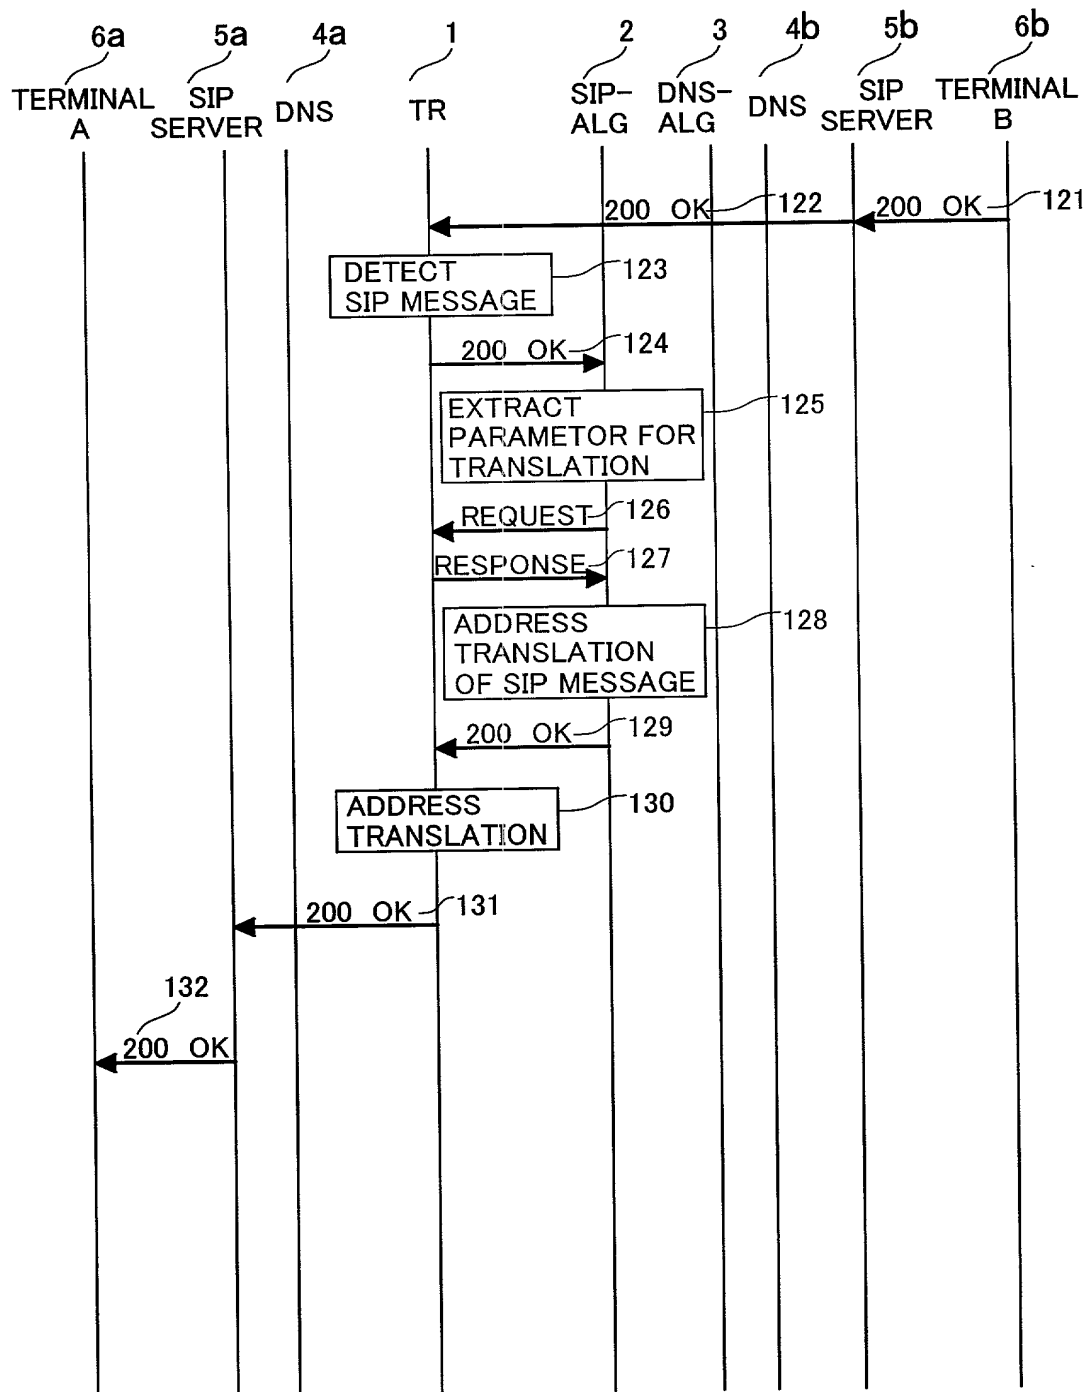 6a 5a 4a 1 2 3 4b 5b 6b
TERMINAL A
SIP SERVER
DNS
TR
SIP-ALG
DNS-ALG
DNS
SIP SERVER
TERMINAL B
200 OK 122
200 OK 121
DETECT
SIP MESSAGE
123
200 OK 124
EXTRACT
PARAMETOR FOR
TRANSLATION
125
REQUEST 126
RESPONSE 127
ADDRESS
TRANSLATION
OF SIP MESSAGE
128
200 OK 129
ADDRESS
TRANSLATION
130
200 OK 131
132
200 OK